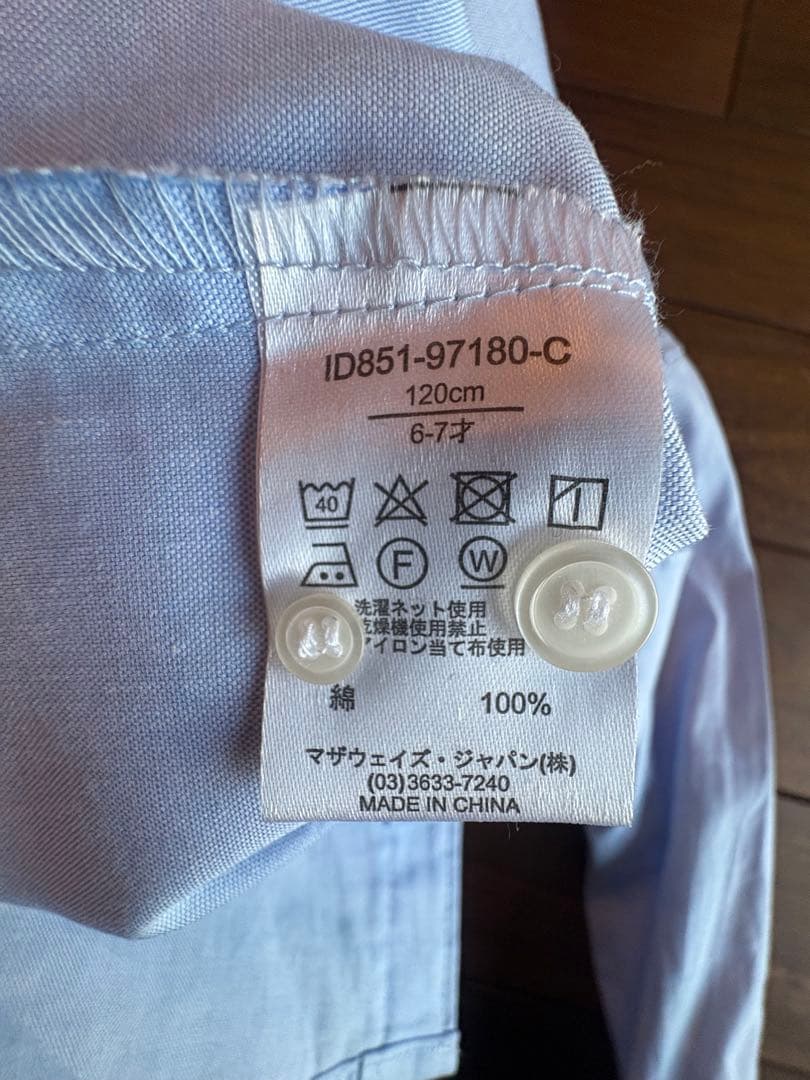 ID851-97180-C
120cm
6-7才
40
F
W
洗濯ネット使用
乾燥機使用禁止
アイロン当て布使用
綿 100%
マザウェイズ・ジャパン(株)
(03)3633-7240
MADE IN CHINA